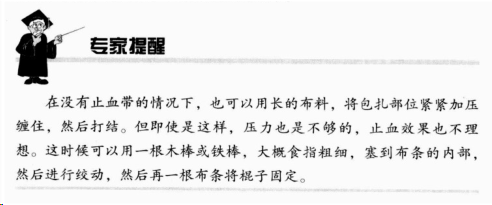 专家提醒
在没有止血带的情况下，也可以用长的布料，将包扎部位紧紧加压
缠住，然后打结。但即使是这样，压力也是不够的，止血效果也不理
想。这时候可以用一根木棒或铁棒，大概食指粗细，塞到布条的内部，
然后进行绞动，然后再一根布条将棍子固定。